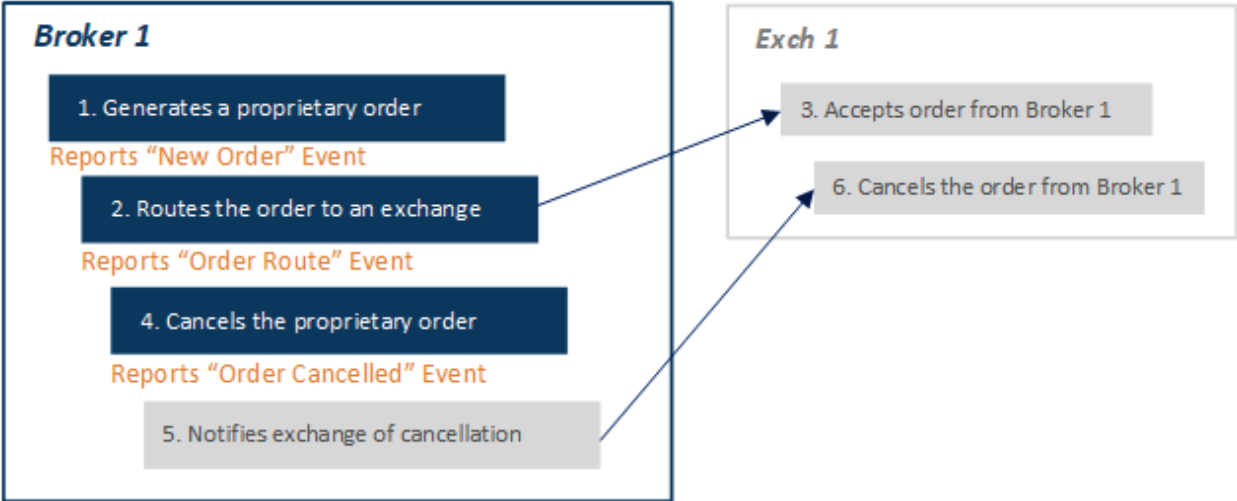 Broker 1
1. Generates a proprietary order
Reports “New Order” Event
2. Routes the order to an exchange
Reports “Order Route” Event
4. Cancels the proprietary order
Reports “Order Cancelled” Event
5. Notifies exchange of cancellation
Exch 1
3. Accepts order from Broker 1
6. Cancels the order from Broker 1